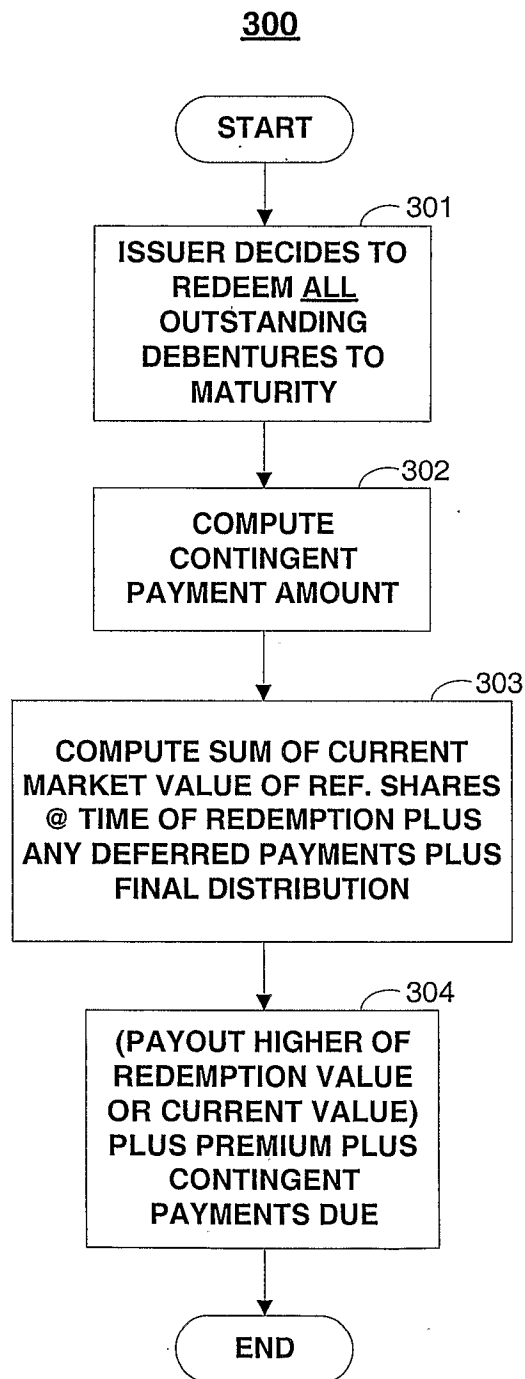 300
START
301
ISSUER DECIDES TO
REDEEM ALL
OUTSTANDING
DEBENTURES TO
MATURITY
302
COMPUTE
CONTINGENT
PAYMENT AMOUNT
303
COMPUTE SUM OF CURRENT
MARKET VALUE OF REF. SHARES
@ TIME OF REDEMPTION PLUS
ANY DEFERRED PAYMENTS PLUS
FINAL DISTRIBUTION
304
(PAYOUT HIGHER OF
REDEMPTION VALUE
OR CURRENT VALUE)
PLUS PREMIUM PLUS
CONTINGENT
PAYMENTS DUE
END